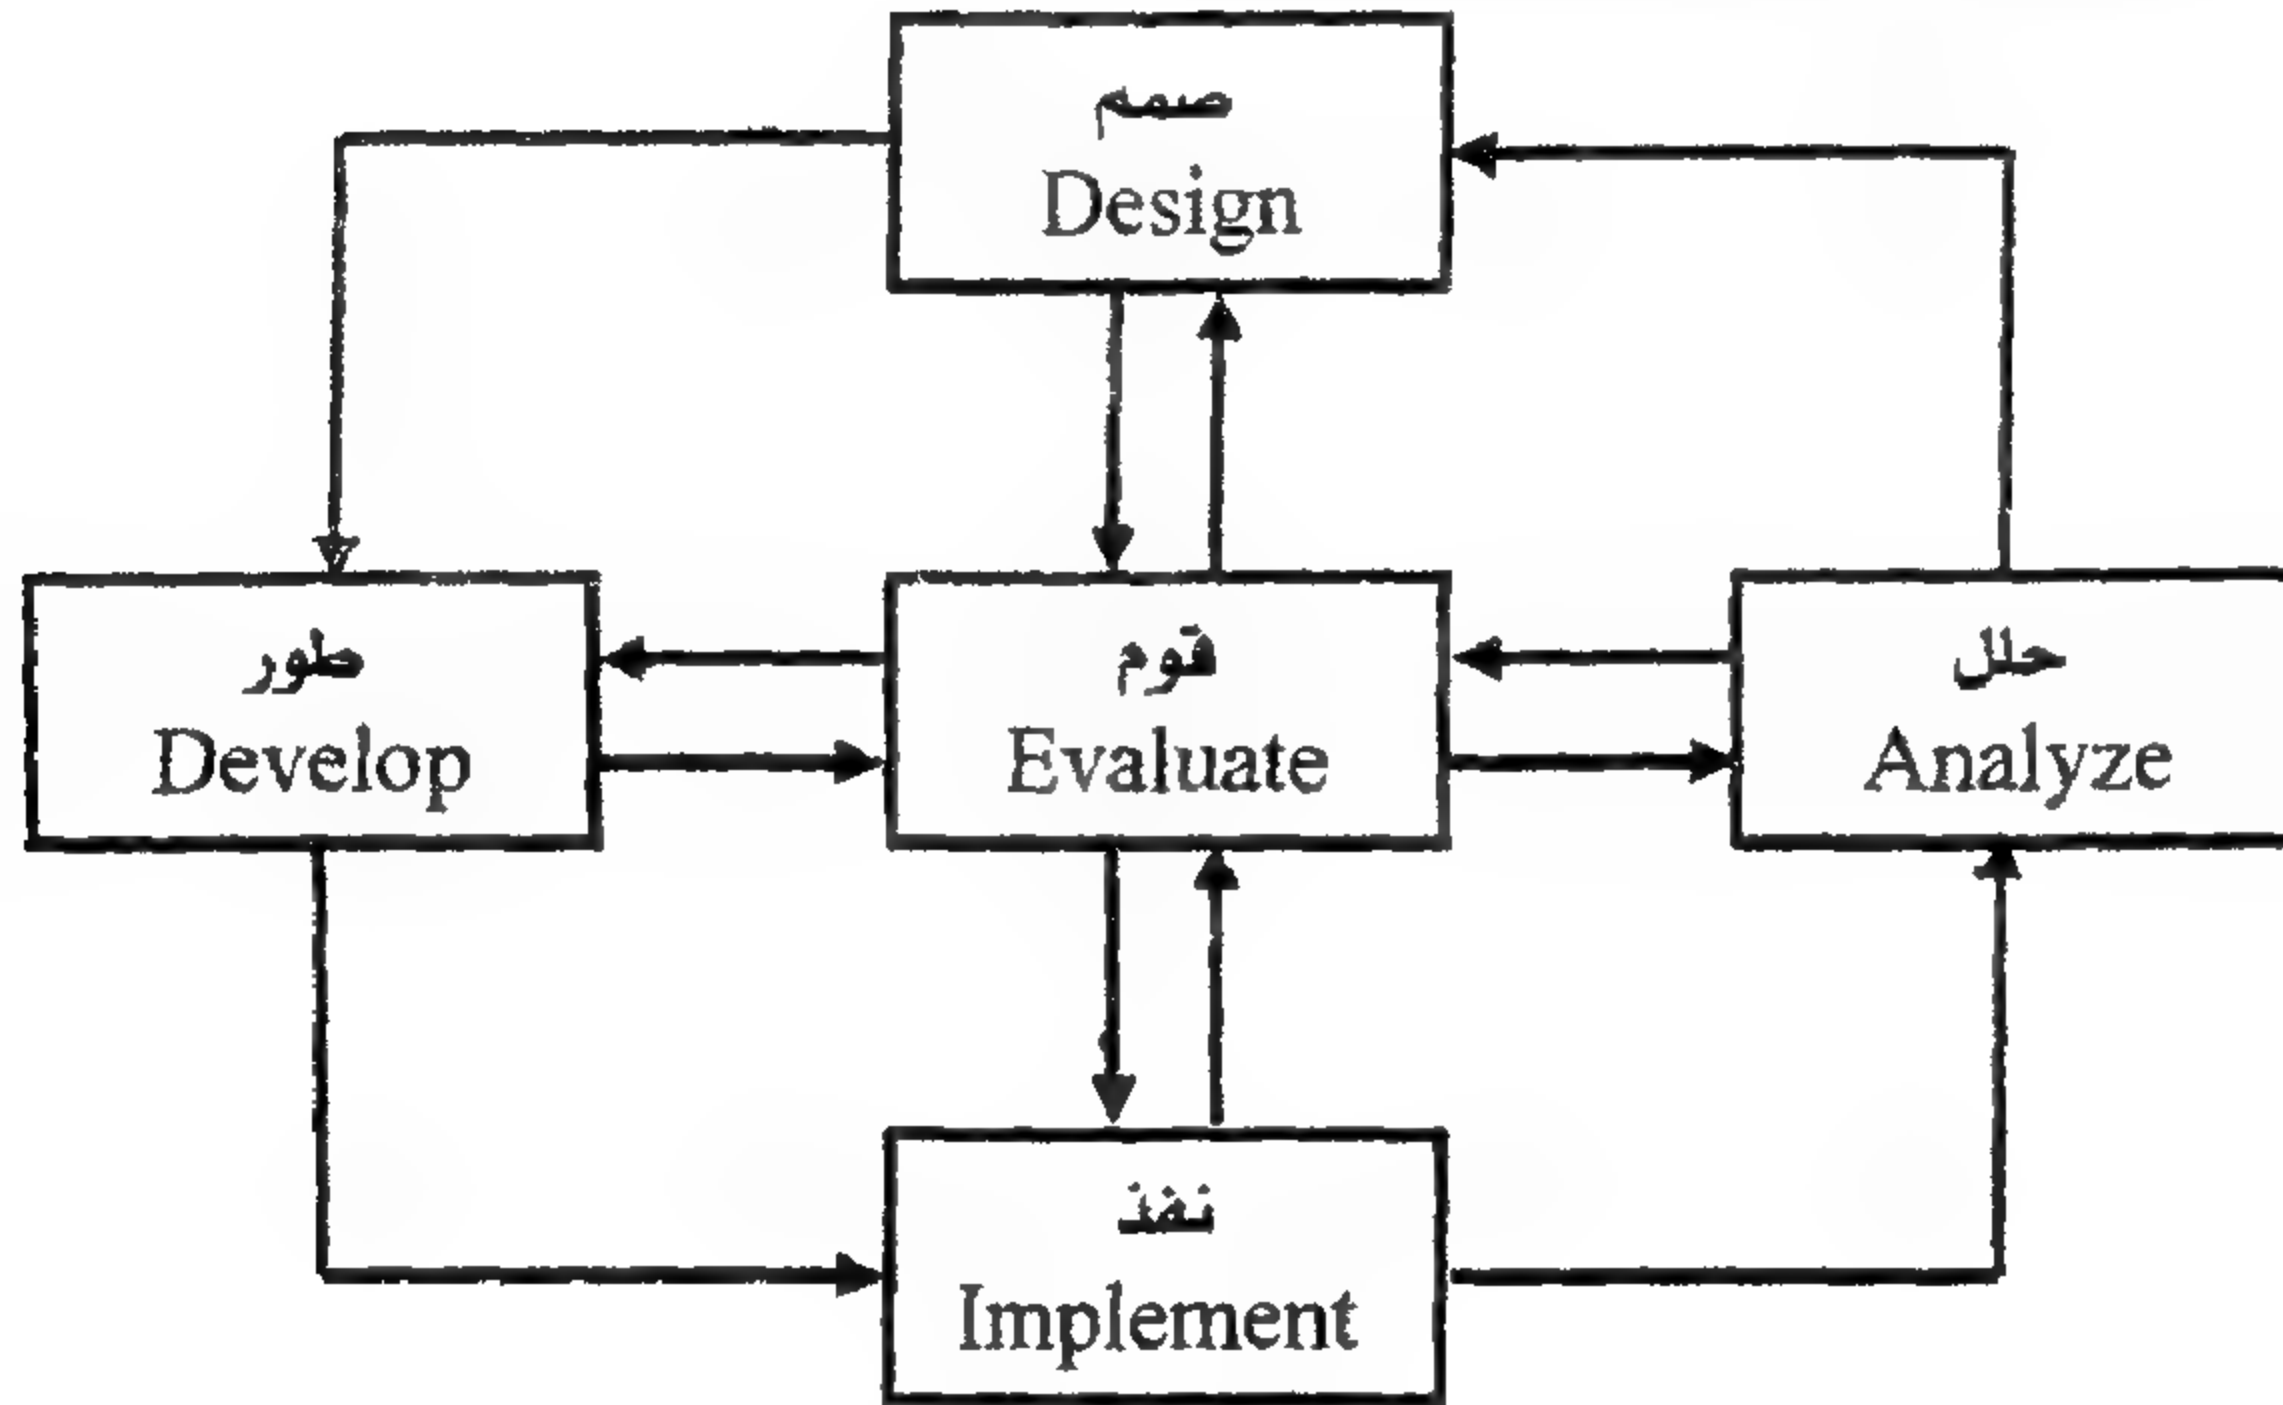 صمم
Design
طور
Develop
قوم
Evaluate
حلل
Analyze
نفذ
Implement